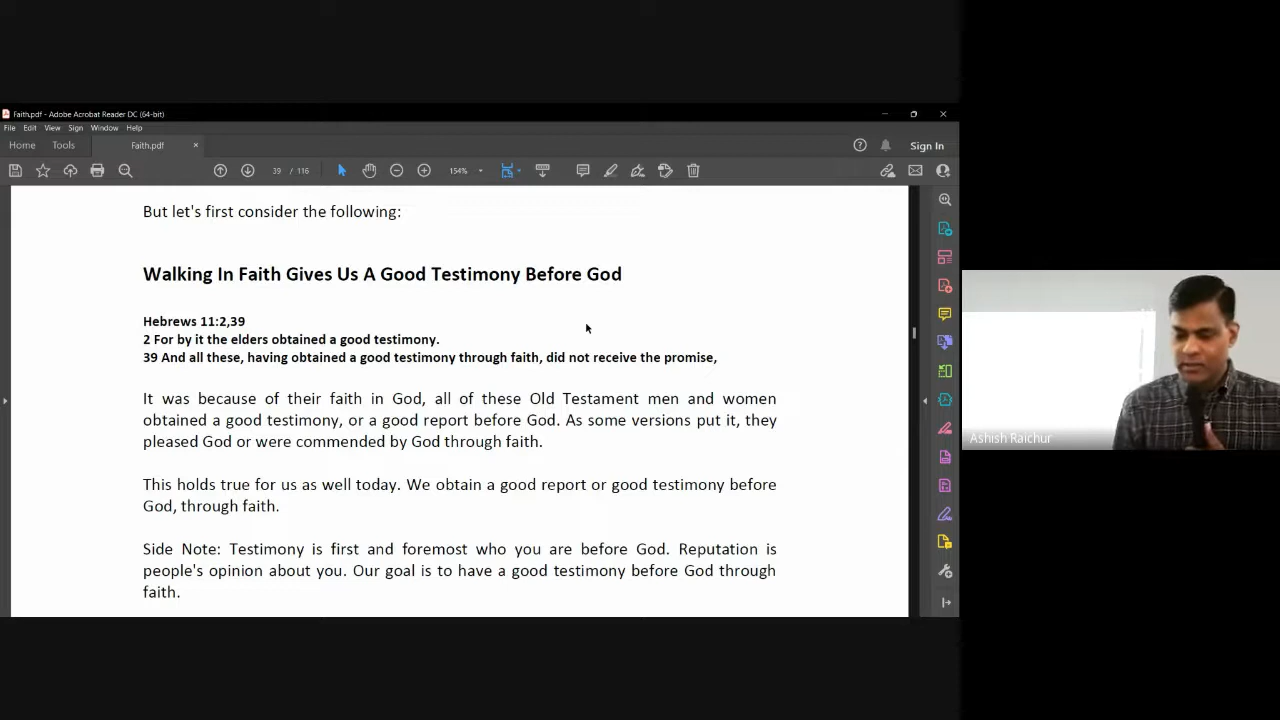 Faith.pdf - Adobe Acrobat Reader DC (64-bit)
File Edit View Sign Window Help
Home Tools Faith.pdf × Sign In
39 / 116 154%
But let's first consider the following:
Walking In Faith Gives Us A Good Testimony Before God
Hebrews 11:2,39
2 For by it the elders obtained a good testimony.
39 And all these, having obtained a good testimony through faith, did not receive the promise,
It was because of their faith in God, all of these Old Testament men and women
obtained a good testimony, or a good report before God. As some versions put it, they
pleased God or were commended by God through faith.
This holds true for us as well today. We obtain a good report or good testimony before
God, through faith.
Side Note: Testimony is first and foremost who you are before God. Reputation is
people's opinion about you. Our goal is to have a good testimony before God through
faith.
Ashish Raichur